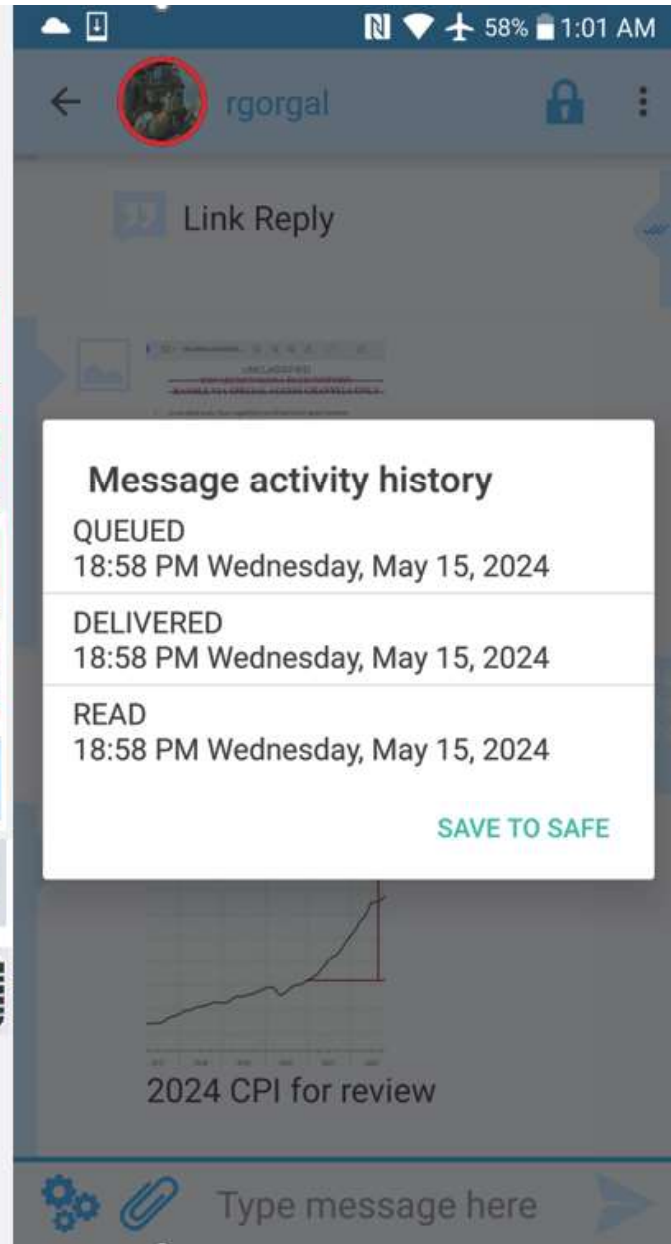 58% 1:01 AM
rgorgal
Link Reply
UNCLASSIFIED
Message activity history
QUEUED
18:58 PM Wednesday, May 15, 2024
DELIVERED
18:58 PM Wednesday, May 15, 2024
READ
18:58 PM Wednesday, May 15, 2024
SAVE TO SAFE
2024 CPI for review
Type message here